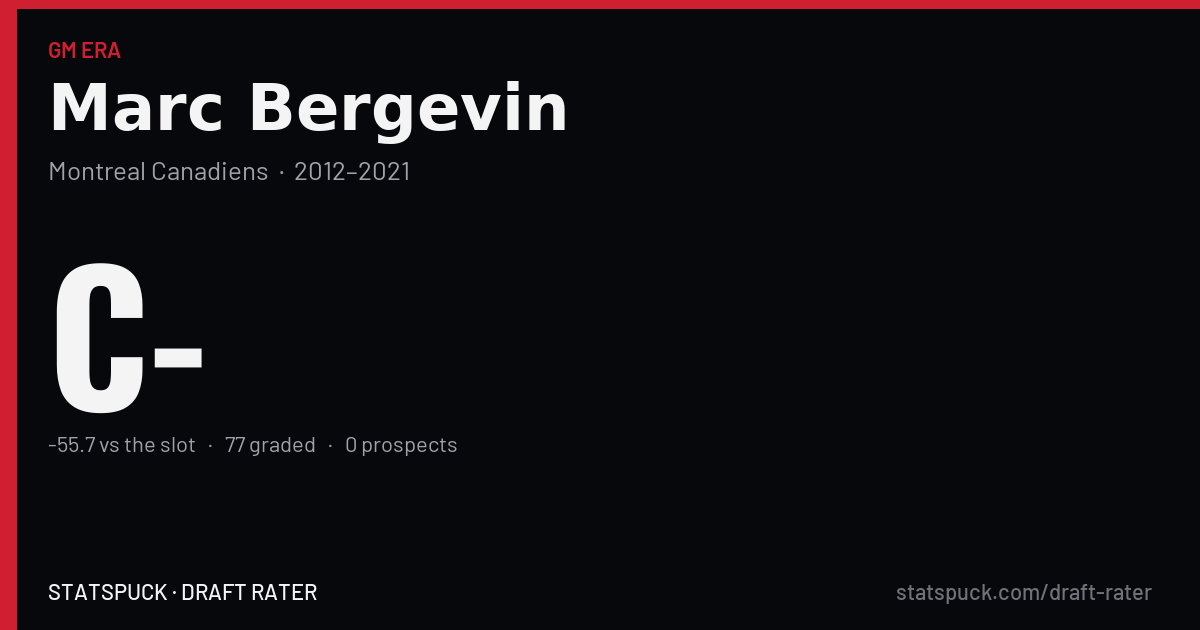 GM ERA
Marc Bergevin
Montreal Canadiens · 2012–2021
C-
-55.7 vs the slot · 77 graded · 0 prospects
STATSPUCK · DRAFT RATER
statspuck.com/draft-rater